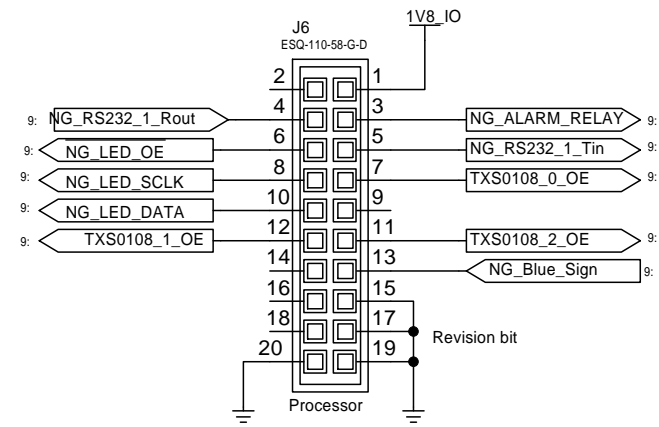 J6
ESQ-110-58-G-D
1V8_IO
2
1
9:
NG_RS232_1_Rout
4
3
NG_ALARM_RELAY
9:
9:
NG_LED_OE
6
5
NG_RS232_1_Tin
9:
9:
NG_LED_SCLK
8
7
TXS0108_0_OE
9:
9:
NG_LED_DATA
10
9
9:
TXS0108_1_OE
12
11
TXS0108_2_OE
9:
14
13
NG_Blue_Sign
9:
16
15
18
17
Revision bit
20
19
Processor